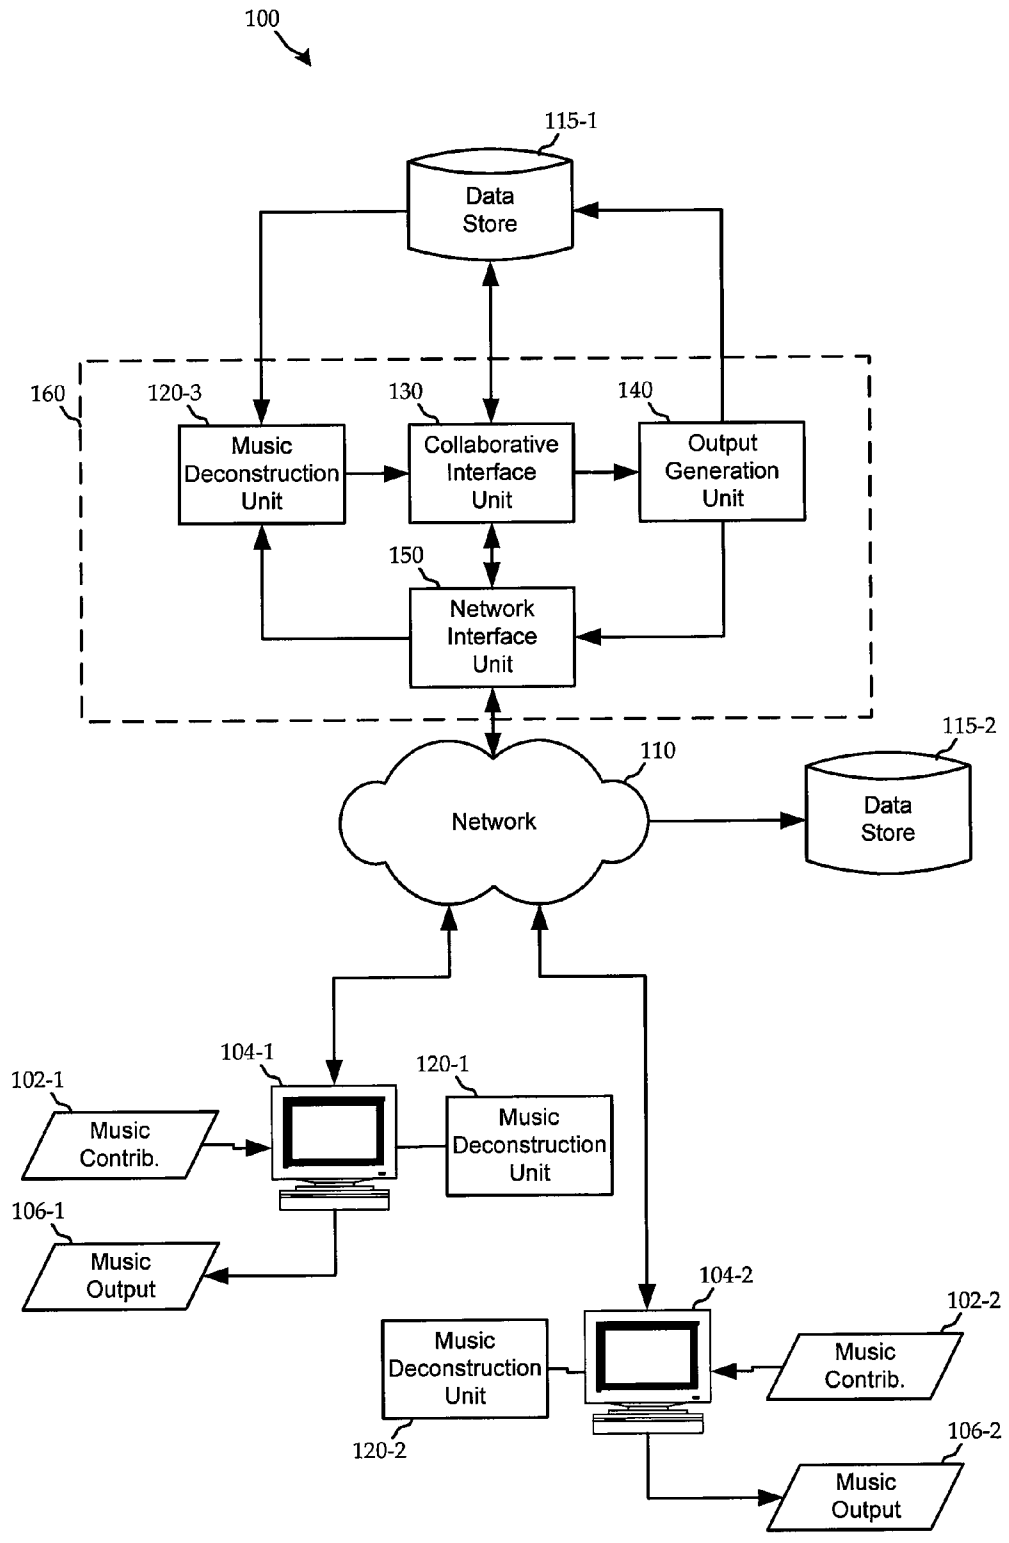 100
115-1
Data
Store
160
120-3
Music
Deconstruction
Unit
130
Collaborative
Interface
Unit
140
Output
Generation
Unit
150
Network
Interface
Unit
110
Network
115-2
Data
Store
104-1
102-1
Music
Contrib.
120-1
Music
Deconstruction
Unit
106-1
Music
Output
104-2
102-2
Music
Contrib.
Music
Deconstruction
Unit
120-2
106-2
Music
Output